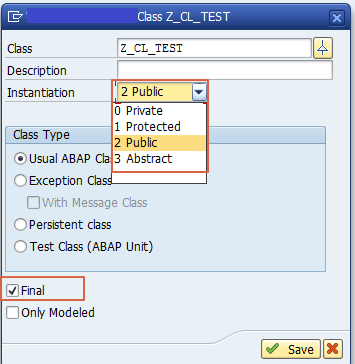 Class Z_CL_TEST
Class Z_CL_TEST
Description
Instantiation 2 Public
0 Private
1 Protected
2 Public
3 Abstract
Class Type
Usual ABAP Clas
Exception Class
With Message Class
Persistent class
Test Class (ABAP Unit)
Final
Only Modeled
Save